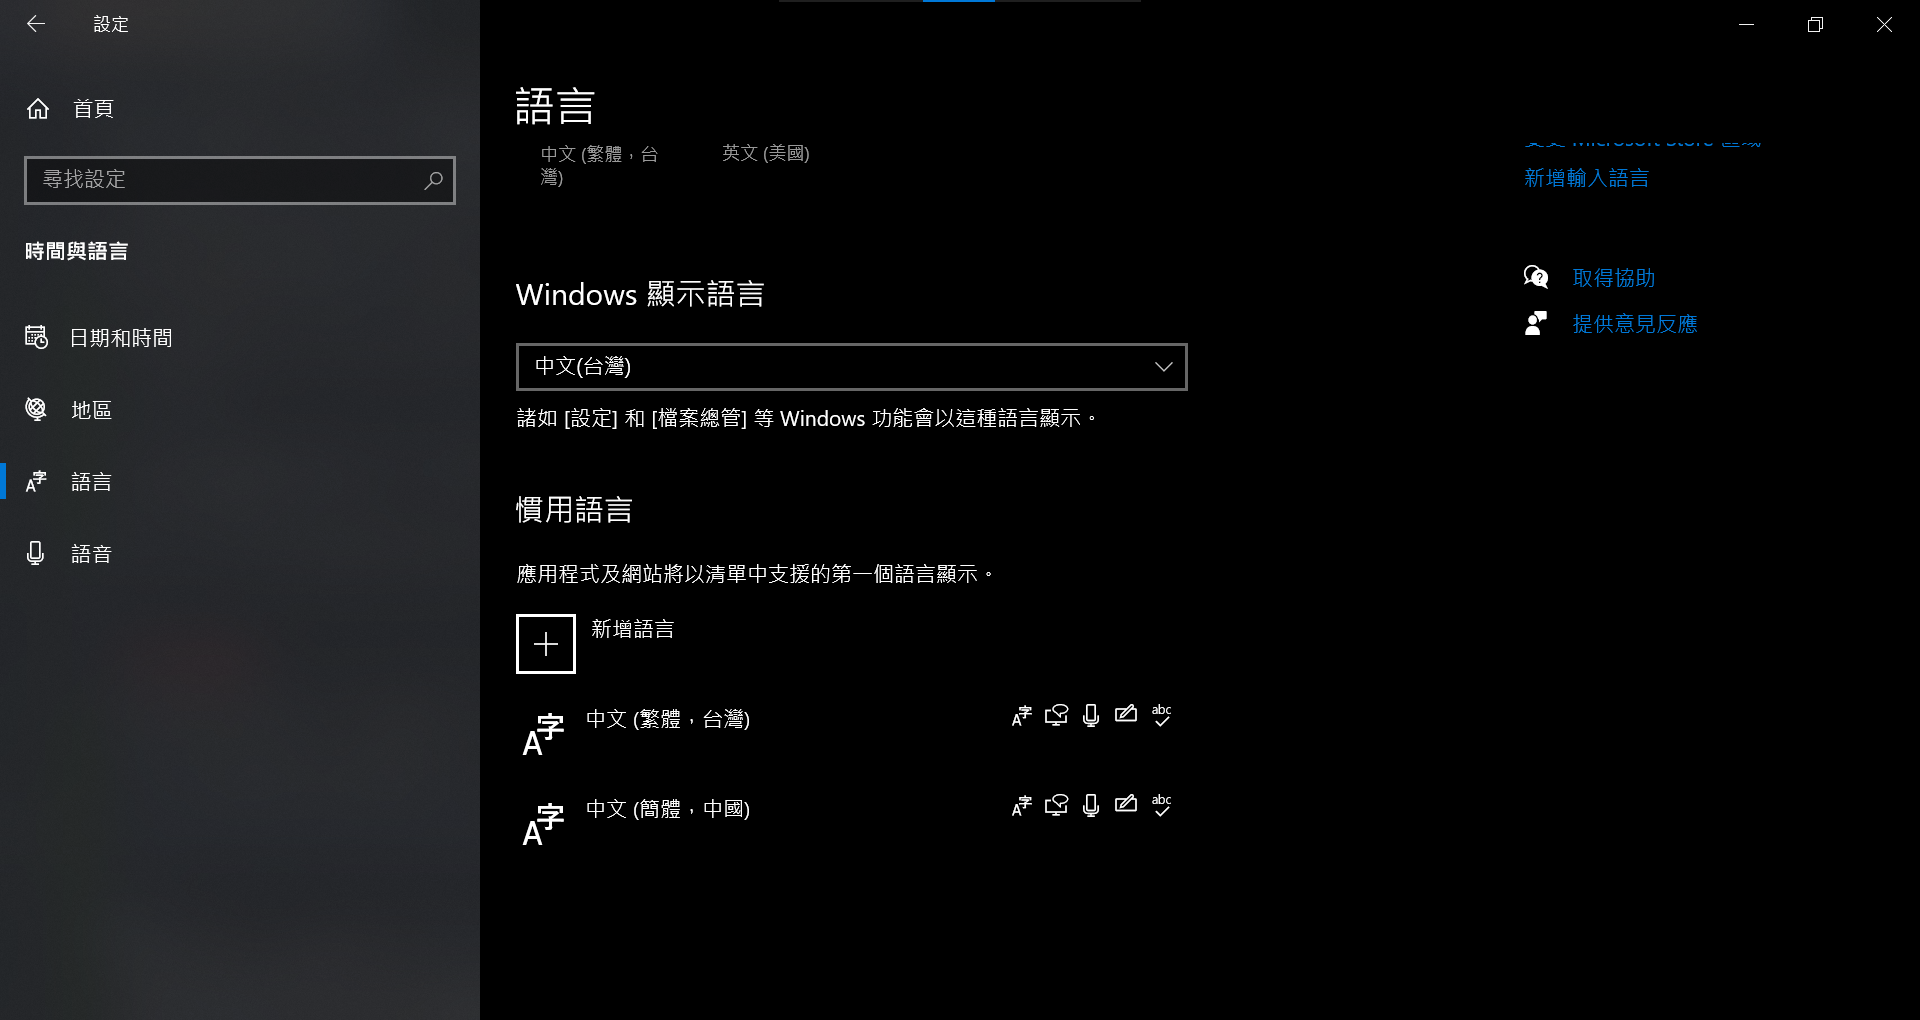 設定
首頁
尋找設定
時間與語言
日期和時間
地區
語言
語音
語言
中文 (繁體，台
灣)
英文 (美國)
Windows 顯示語言
中文(台灣)
諸如 [設定] 和 [檔案總管] 等 Windows 功能會以這種語言顯示。
慣用語言
應用程式及網站將以清單中支援的第一個語言顯示。
新增語言
中文 (繁體，台灣)
abc
中文 (簡體，中國)
abc
新增輸入語言
取得協助
提供意見反應